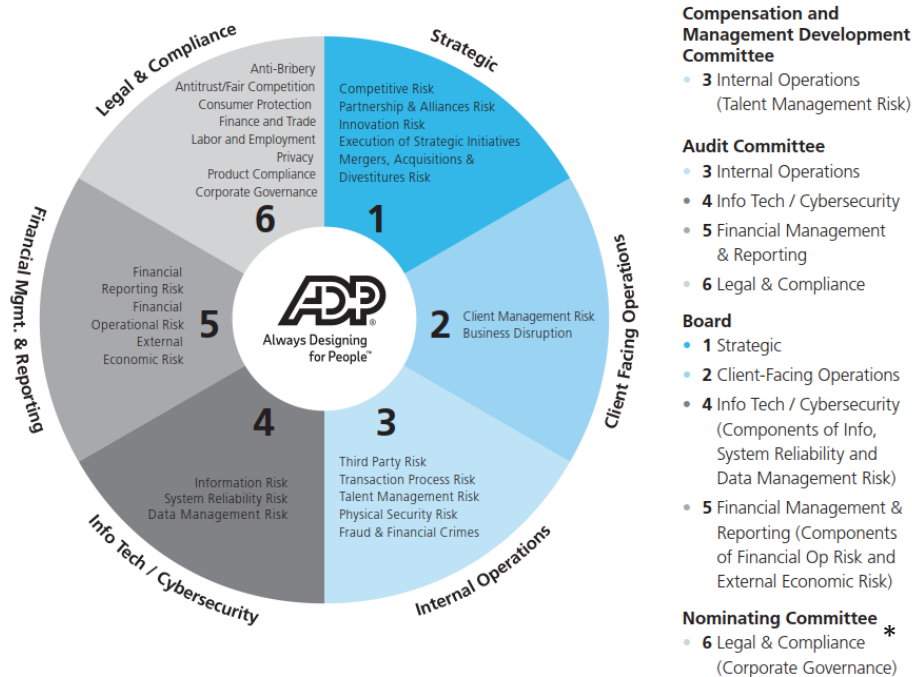 Legal & Compliance
Anti-Bribery
Antitrust/Fair Competition
Consumer Protection
Finance and Trade
Labor and Employment
Privacy
Product Compliance
Corporate Governance
6
Strategic
Competitive Risk
Partnership & Alliances Risk
Innovation Risk
Execution of Strategic Initiatives
Mergers, Acquisitions &
Divestitures Risk
1
Financial Mgmt. & Reporting
Financial
Reporting Risk
Financial
Operational Risk
External
Economic Risk
5
ADP®
Always Designing
for People™
2
Client Management Risk
Business Disruption
Client Facing Operations
4
Information Risk
System Reliability Risk
Data Management Risk
Info Tech / Cybersecurity
3
Third Party Risk
Transaction Process Risk
Talent Management Risk
Physical Security Risk
Fraud & Financial Crimes
Internal Operations
Compensation and
Management Development
Committee
• 3 Internal Operations
(Talent Management Risk)
Audit Committee
• 3 Internal Operations
• 4 Info Tech / Cybersecurity
• 5 Financial Management
& Reporting
• 6 Legal & Compliance
Board
• 1 Strategic
• 2 Client-Facing Operations
• 4 Info Tech / Cybersecurity
(Components of Info,
System Reliability and
Data Management Risk)
• 5 Financial Management &
Reporting (Components
of Financial Op Risk and
External Economic Risk)
Nominating Committee *
• 6 Legal & Compliance
(Corporate Governance)